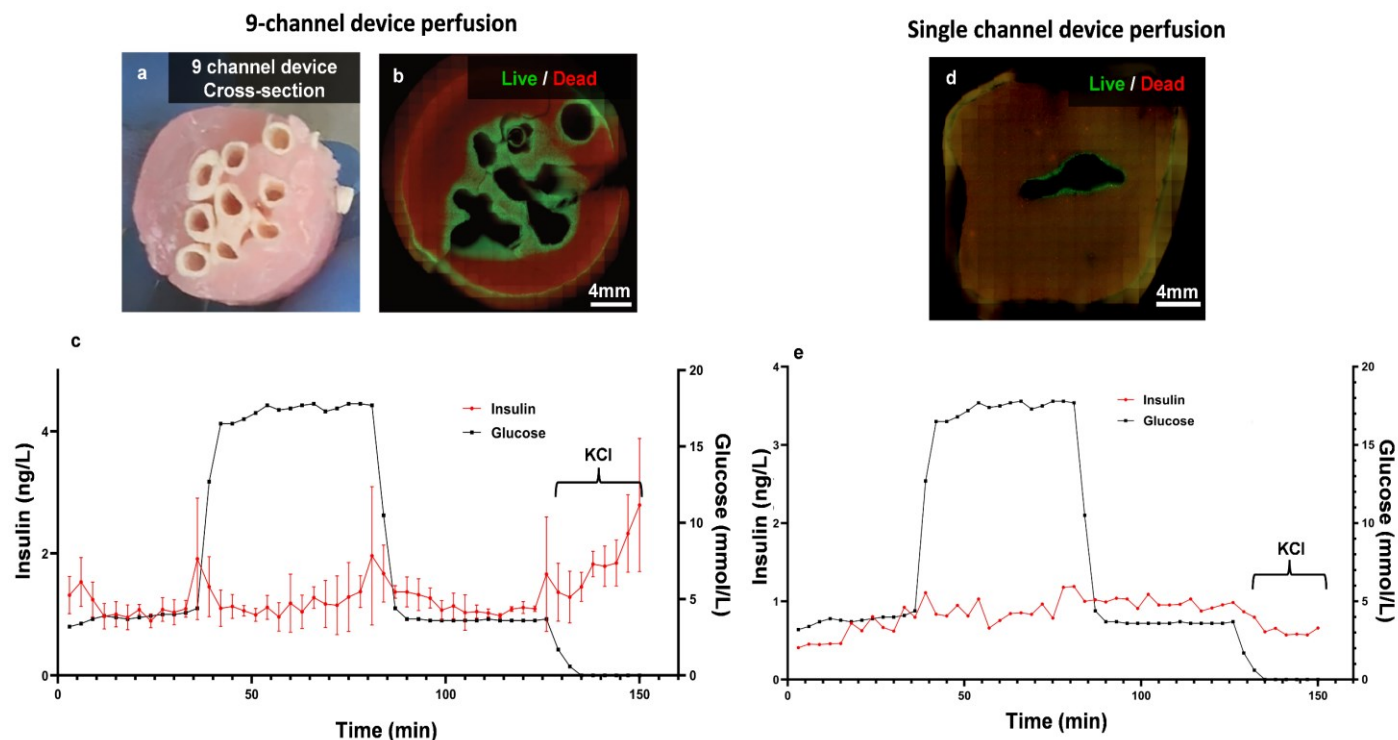 9-channel device perfusion
Single channel device perfusion
a
9 channel device
Cross-section
b
Live / Dead
4mm
d
Live / Dead
4mm
c
Insulin (ng/L)
4
2
0
Insulin
Glucose
KCl
20
15
10
5
0
Glucose (mmol/L)
0
50
100
150
Time (min)
e
Insulin (ng/L)
4
3
2
1
0
Insulin
Glucose
KCl
20
15
10
5
0
Glucose (mmol/L)
0
50
100
150
Time (min)